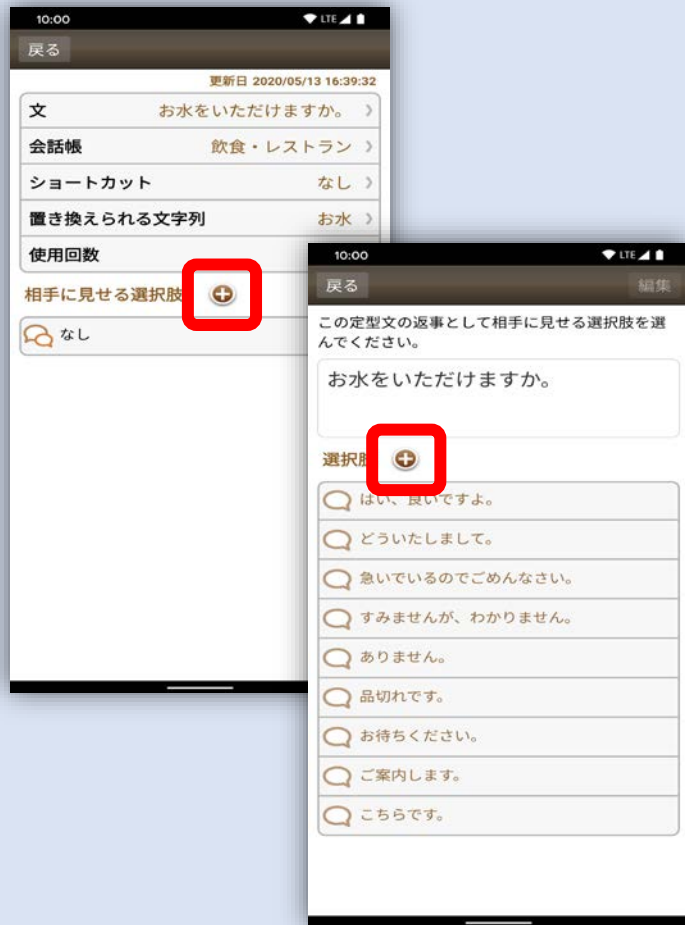 10:00 LTE
戻る
更新日 2020/05/13 16:39:32
文 お水をいただけますか。
会話帳 飲食・レストラン
ショートカット なし
置き換えられる文字列 お水
使用回数
相手に見せる選択肢
なし
10:00 LTE
戻る 編集
この定型文の返事として相手に見せる選択肢を選
んでください。
お水をいただけますか。
選択肢
はい、良いですよ。
どういたしまして。
急いでいるのでごめんなさい。
すみませんが、わかりません。
ありません。
品切れです。
お待ちください。
ご案内します。
こちらです。